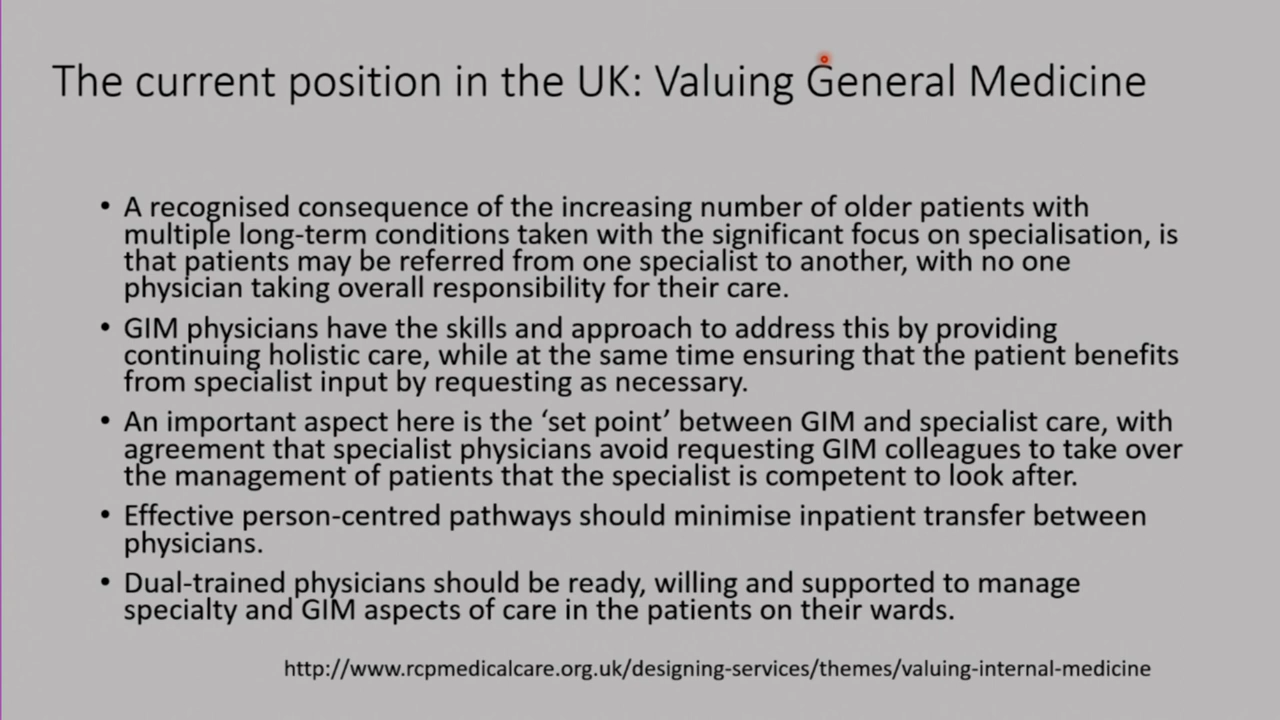 The current position in the UK: Valuing General Medicine
• A recognised consequence of the increasing number of older patients with
multiple long-term conditions taken with the significant focus on specialisation, is
that patients may be referred from one specialist to another, with no one
physician taking overall responsibility for their care.
• GIM physicians have the skills and approach to address this by providing
continuing holistic care, while at the same time ensuring that the patient benefits
from specialist input by requesting as necessary.
• An important aspect here is the ‘set point’ between GIM and specialist care, with
agreement that specialist physicians avoid requesting GIM colleagues to take over
the management of patients that the specialist is competent to look after.
• Effective person-centred pathways should minimise inpatient transfer between
physicians.
• Dual-trained physicians should be ready, willing and supported to manage
specialty and GIM aspects of care in the patients on their wards.
http://www.rcpmedicalcare.org.uk/designing-services/themes/valuing-internal-medicine